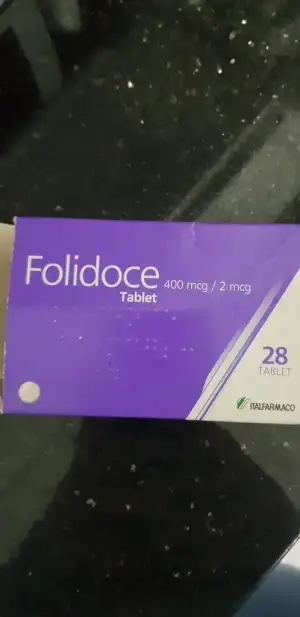 Folidoce 400 mcg / 2 mcg
Tablet
28
TABLET
ITALFARMACO